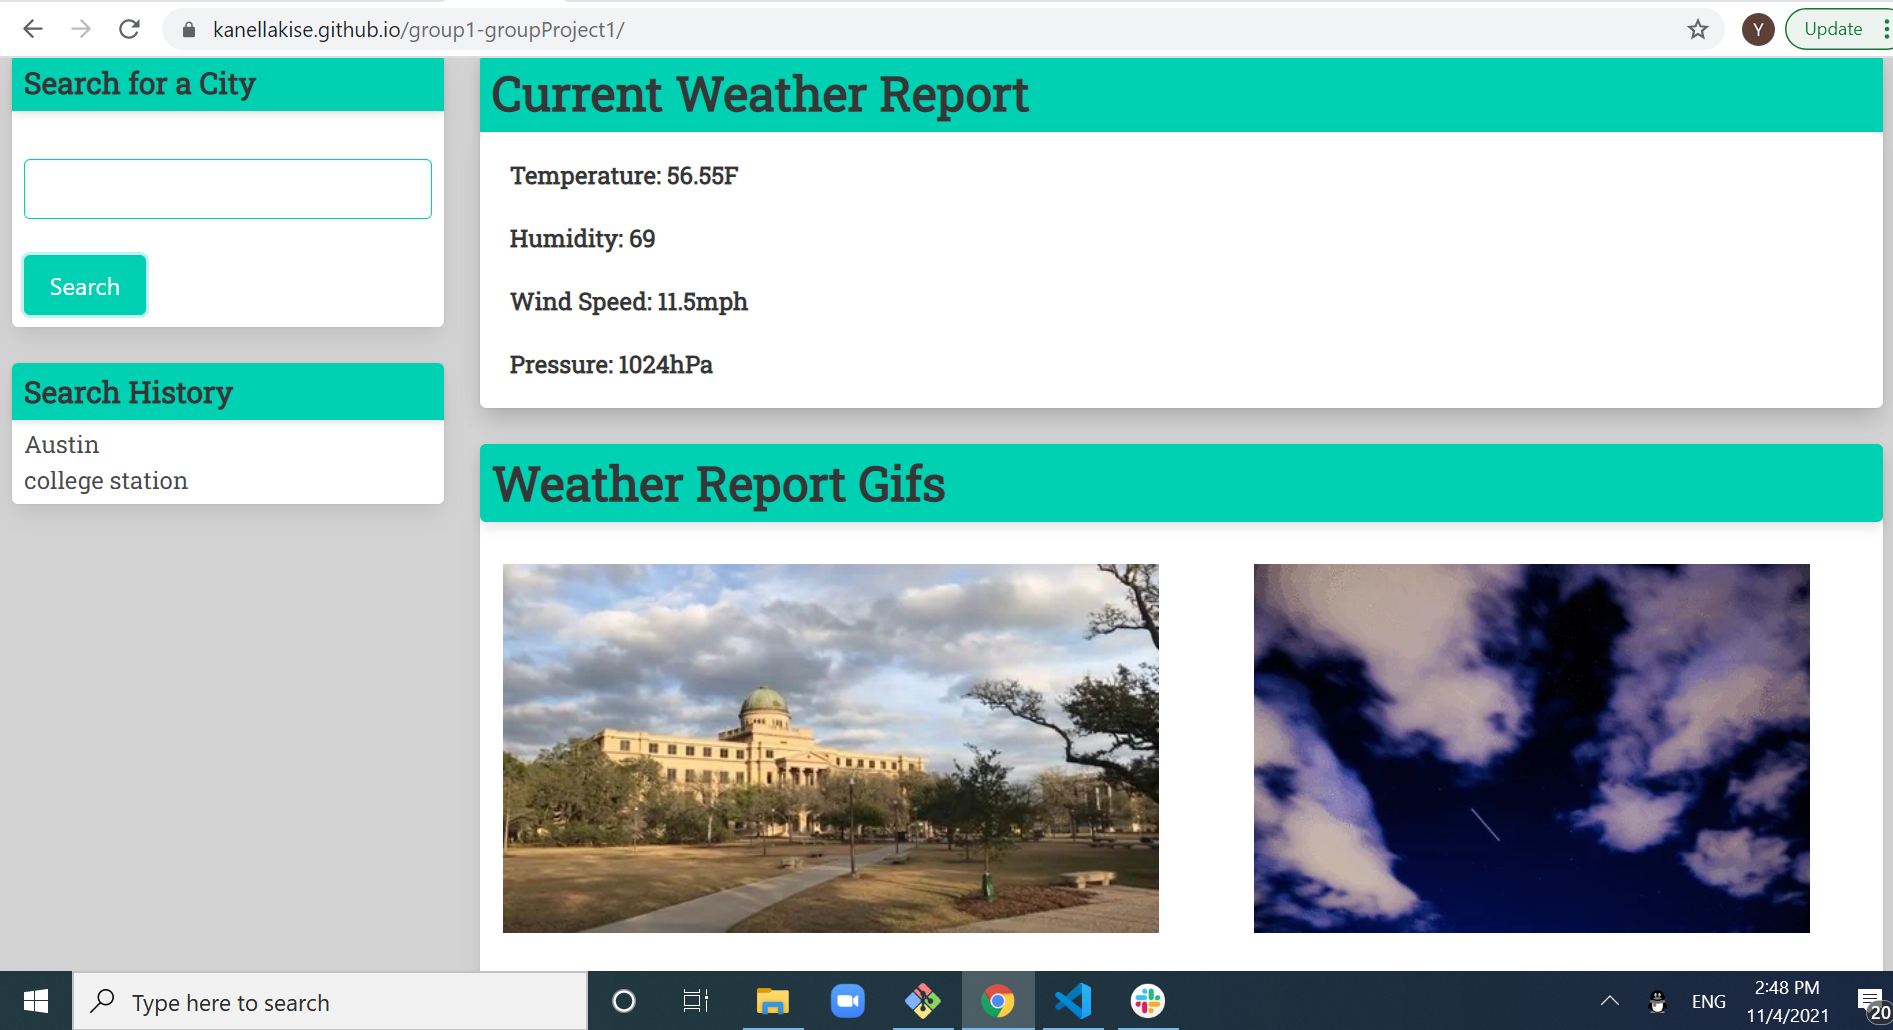 kanellakise.github.io/group1-groupProject1/
Y
Update
Search for a City
Search
Search History
Austin
college station
Current Weather Report
Temperature: 56.55F
Humidity: 69
Wind Speed: 11.5mph
Pressure: 1024hPa
Weather Report Gifs
Type here to search
ENG
2:48 PM
11/4/2021
20